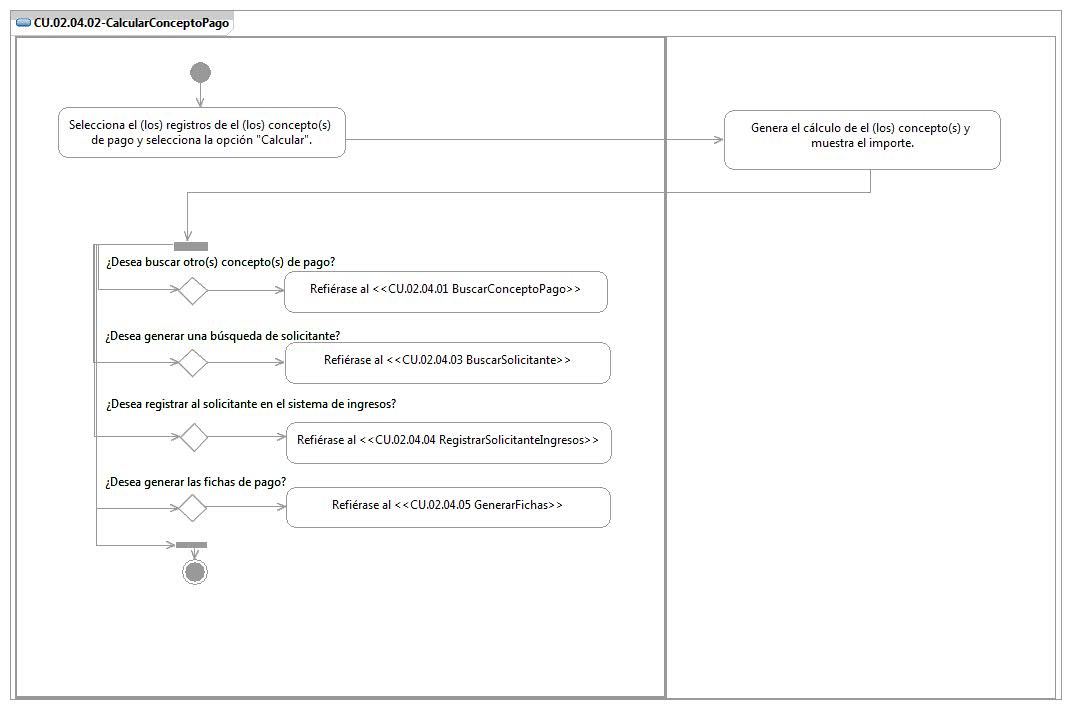 CU.02.04.02-CalcularConceptoPago
Selecciona el (los) registros de el (los) concepto(s)
de pago y selecciona la opción "Calcular".
Genera el cálculo de el (los) concepto(s) y
muestra el importe.
¿Desea buscar otro(s) concepto(s) de pago?
Refiérase al <<CU.02.04.01 BuscarConceptoPago>>
¿Desea generar una búsqueda de solicitante?
Refiérase al <<CU.02.04.03 BuscarSolicitante>>
¿Desea registrar al solicitante en el sistema de ingresos?
Refiérase al <<CU.02.04.04 RegistrarSolicitanteIngresos>>
¿Desea generar las fichas de pago?
Refiérase al <<CU.02.04.05 GenerarFichas>>